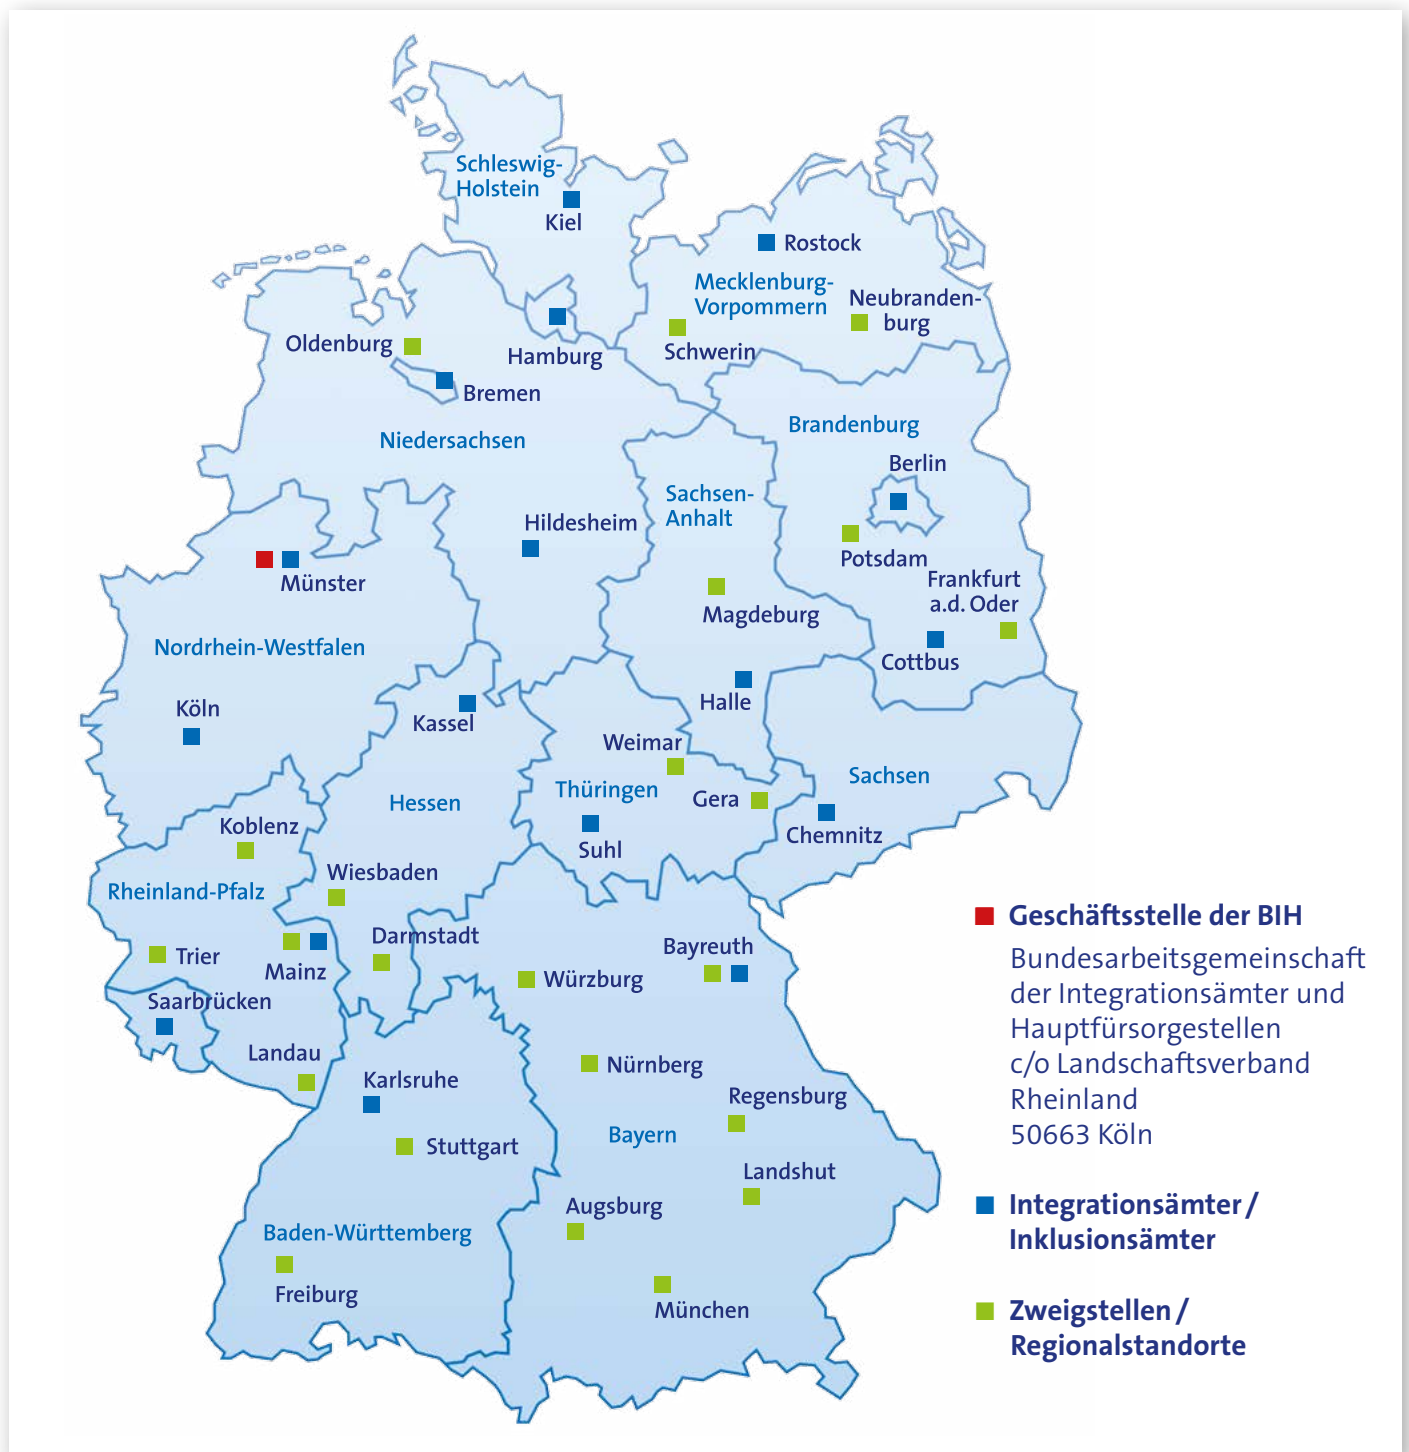 Schleswig-
Holstein
Kiel
Rostock
Mecklenburg-
Vorpommern
Neubranden-
burg
Schwerin
Hamburg
Oldenburg
Bremen
Niedersachsen
Brandenburg
Berlin
Sachsen-
Anhalt
Hildesheim
Potsdam
Frankfurt
a.d. Oder
Münster
Magdeburg
Nordrhein-Westfalen
Cottbus
Halle
Köln
Kassel
Weimar
Sachsen
Thüringen
Gera
Hessen
Koblenz
Chemnitz
Suhl
Wiesbaden
Rheinland-Pfalz
Darmstadt
Bayreuth
Trier
Mainz
Würzburg
Saarbrücken
Landau
Nürnberg
Karlsruhe
Regensburg
Bayern
Stuttgart
Landshut
Augsburg
Baden-Württemberg
Freiburg
München
Geschäftsstelle der BIH
Bundesarbeitsgemeinschaft
der Integrationsämter und
Hauptfürsorgestellen
c/o Landschaftsverband
Rheinland
50663 Köln
Integrationsämter /
Inklusionsämter
Zweigstellen /
Regionalstandorte